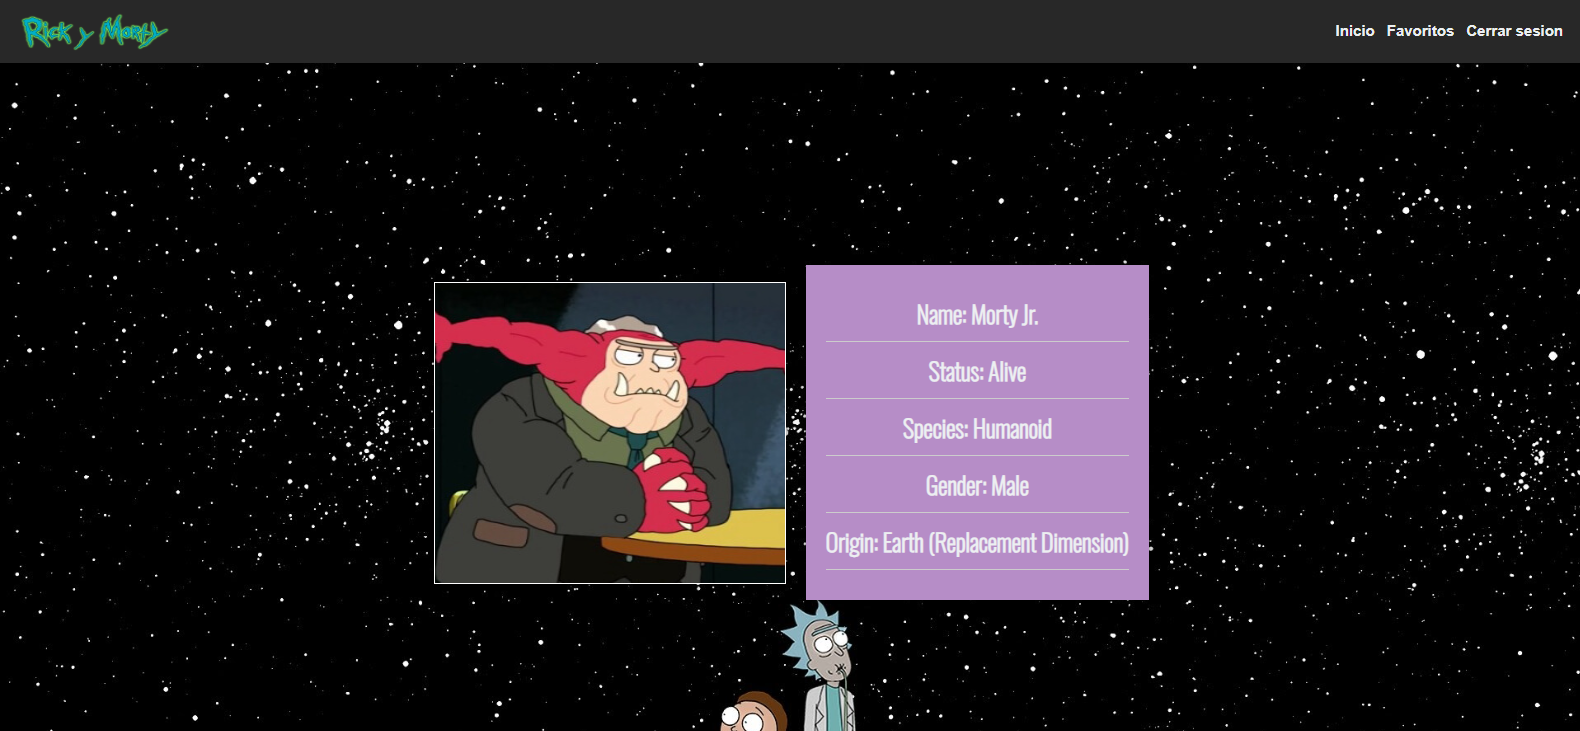 Rick y Morty
Inicio Favoritos Cerrar sesion
Name: Morty Jr.
Status: Alive
Species: Humanoid
Gender: Male
Origin: Earth (Replacement Dimension)